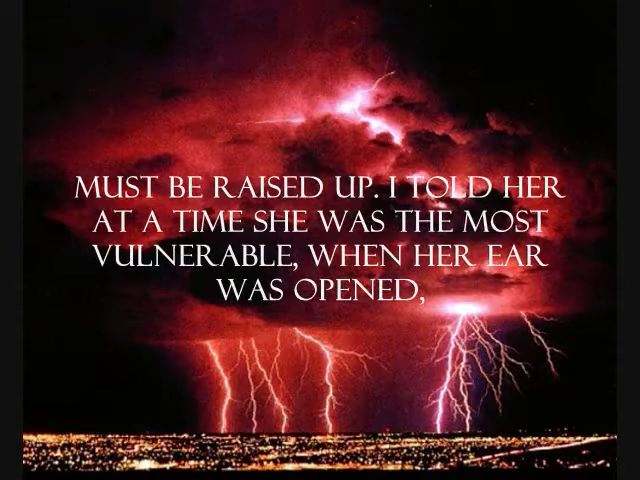 MUST BE RAISED UP. I TOLD HER
AT A TIME SHE WAS THE MOST
VULNERABLE, WHEN HER EAR
WAS OPENED,